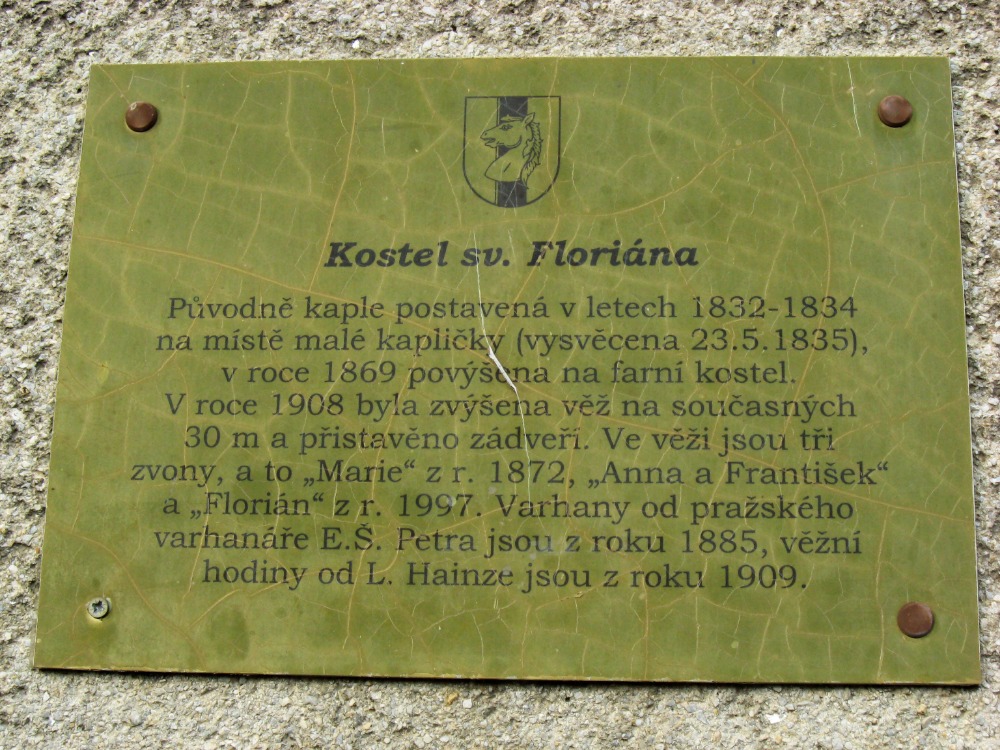 Kostel sv. Floriána
Původně kaple postavená v letech 1832-1834
na místě malé kapličky (vysvěcena 23.5.1835),
v roce 1869 povýšena na farní kostel.
V roce 1908 byla zvýšena věž na současných
30 m a přistavěno zádveří. Ve věži jsou tři
zvony, a to „Marie“ z r. 1872, „Anna a František“
a „Florián“ z r. 1997. Varhany od pražského
varhanáře E.Š. Petra jsou z roku 1885, věžní
hodiny od L. Hainze jsou z roku 1909.